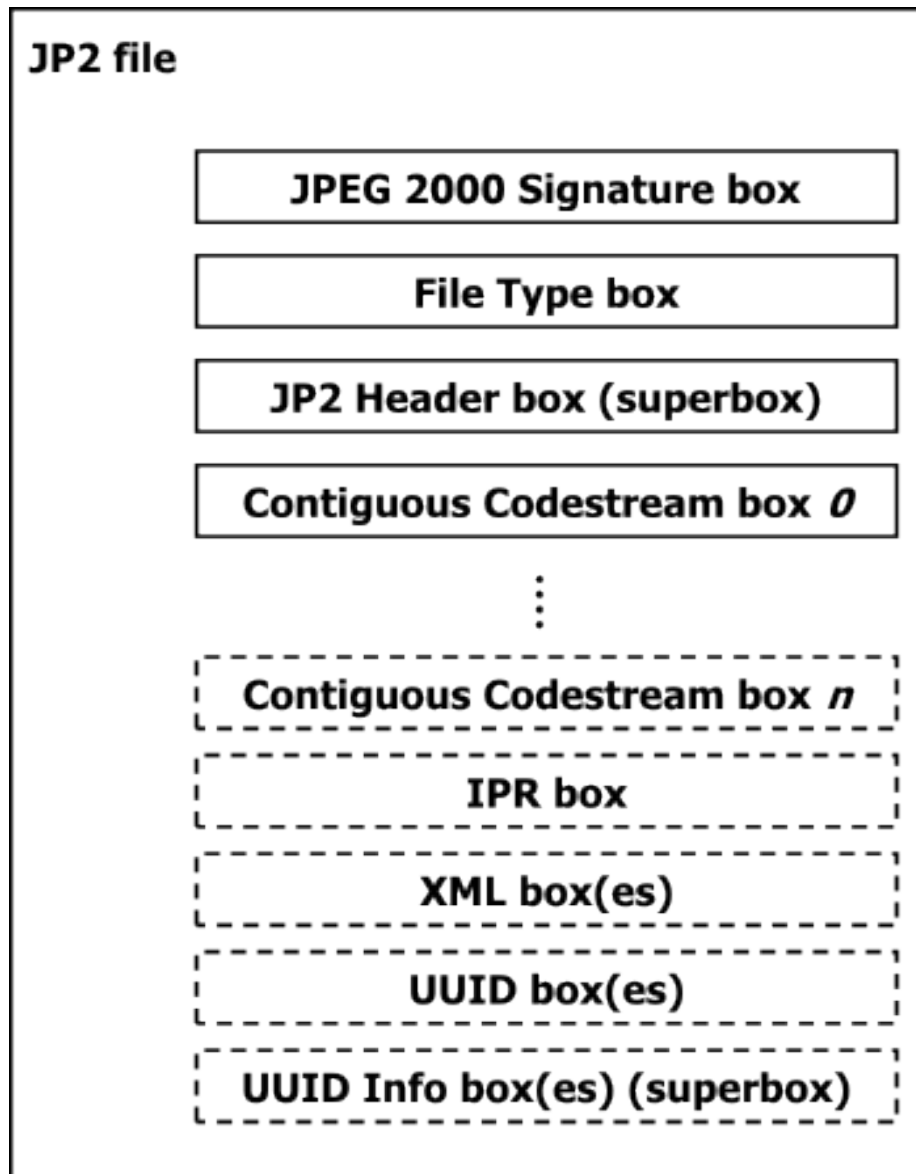 JP2 file
JPEG 2000 Signature box
File Type box
JP2 Header box (superbox)
Contiguous Codestream box 0
Contiguous Codestream box n
IPR box
XML box(es)
UUID box(es)
UUID Info box(es) (superbox)